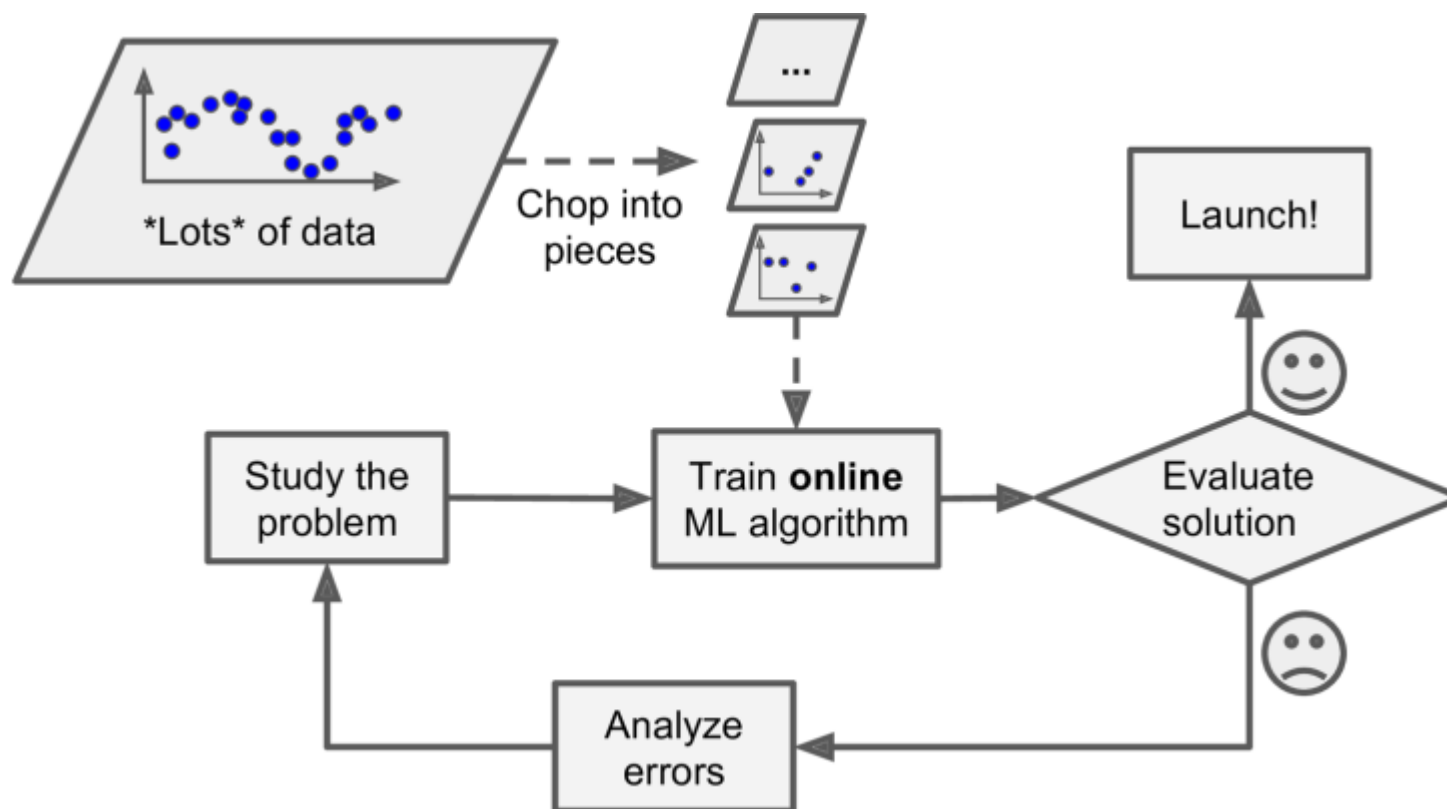 ...
*Lots* of data
Chop into
pieces
Launch!
Study the
problem
Train online
ML algorithm
Evaluate
solution
Analyze
errors